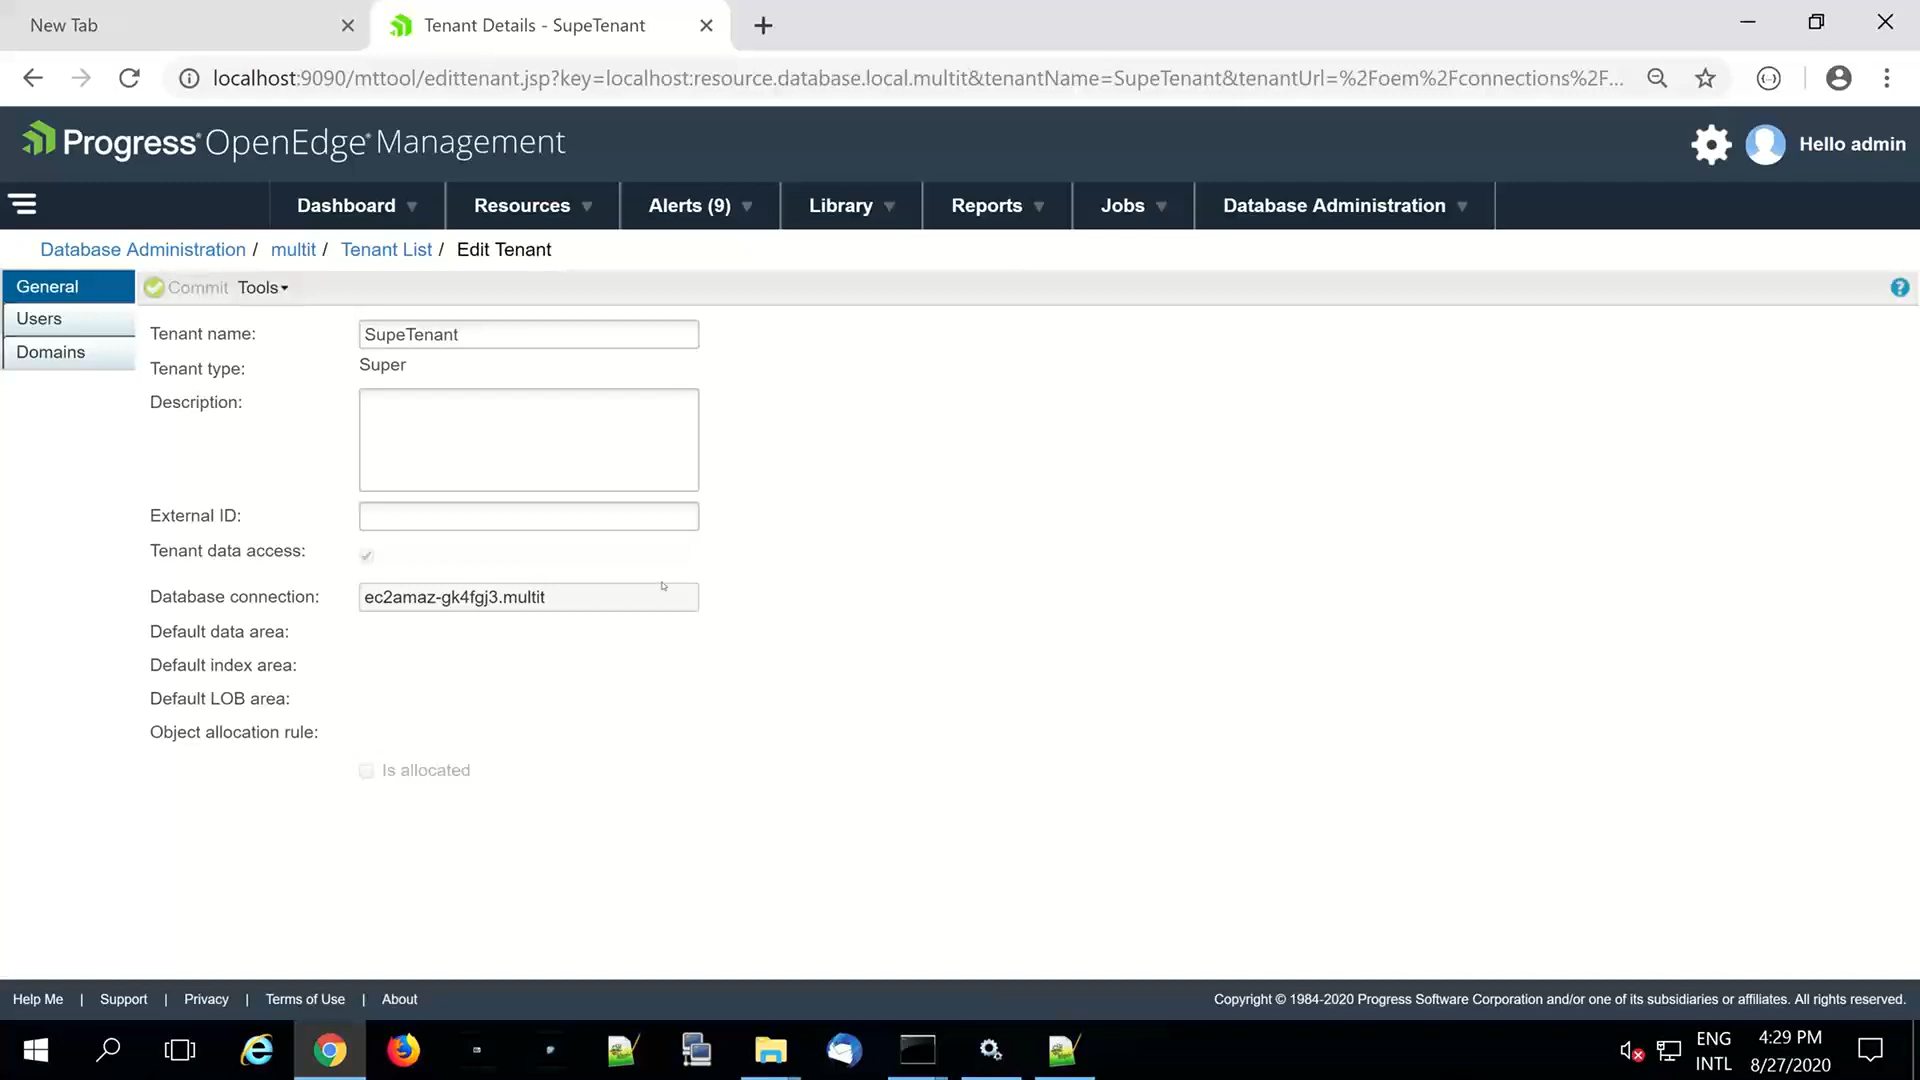 New Tab
Tenant Details - SupeTenant
localhost:9090/mttool/edittenant.jsp?key=localhost:resource.database.local.multit&tenantName=SupeTenant&tenantUrl=%2Foem%2Fconnections%2F...
Progress® OpenEdge® Management
Hello admin
Dashboard
Resources
Alerts (9)
Library
Reports
Jobs
Database Administration
Database Administration / multit / Tenant List / Edit Tenant
General
Commit Tools
Users
Domains
Tenant name: SupeTenant
Tenant type: Super
Description:
External ID:
Tenant data access:
Database connection: ec2amaz-gk4fgj3.multit
Default data area:
Default index area:
Default LOB area:
Object allocation rule:
Is allocated
Help Me | Support | Privacy | Terms of Use | About
Copyright © 1984-2020 Progress Software Corporation and/or one of its subsidiaries or affiliates. All rights reserved.
ENG
INTL
4:29 PM
8/27/2020